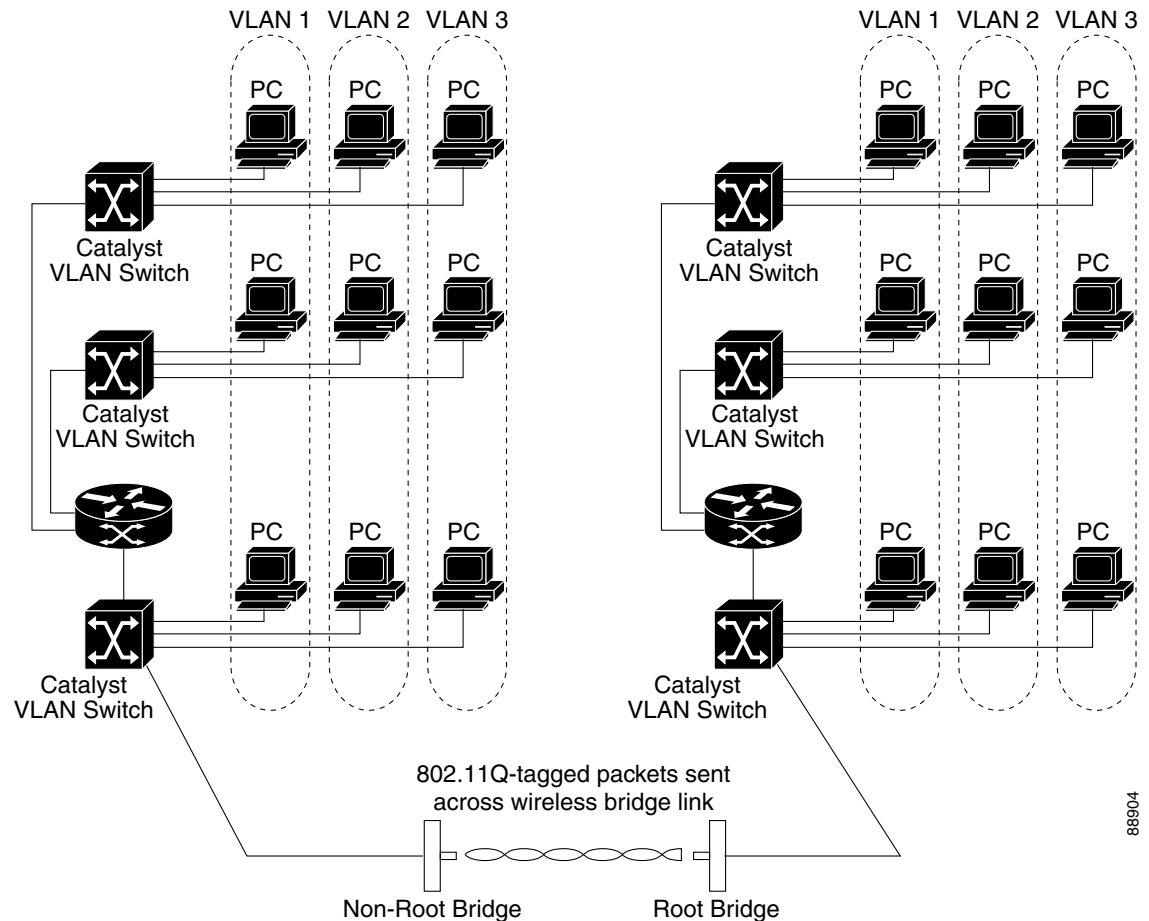 VLAN 1 VLAN 2 VLAN 3
VLAN 1 VLAN 2 VLAN 3
PC PC PC
PC PC PC
Catalyst
VLAN Switch
Catalyst
VLAN Switch
PC PC PC
PC PC PC
Catalyst
VLAN Switch
Catalyst
VLAN Switch
PC PC PC
PC PC PC
Catalyst
VLAN Switch
Catalyst
VLAN Switch
802.11Q-tagged packets sent
across wireless bridge link
88904
Non-Root Bridge
Root Bridge